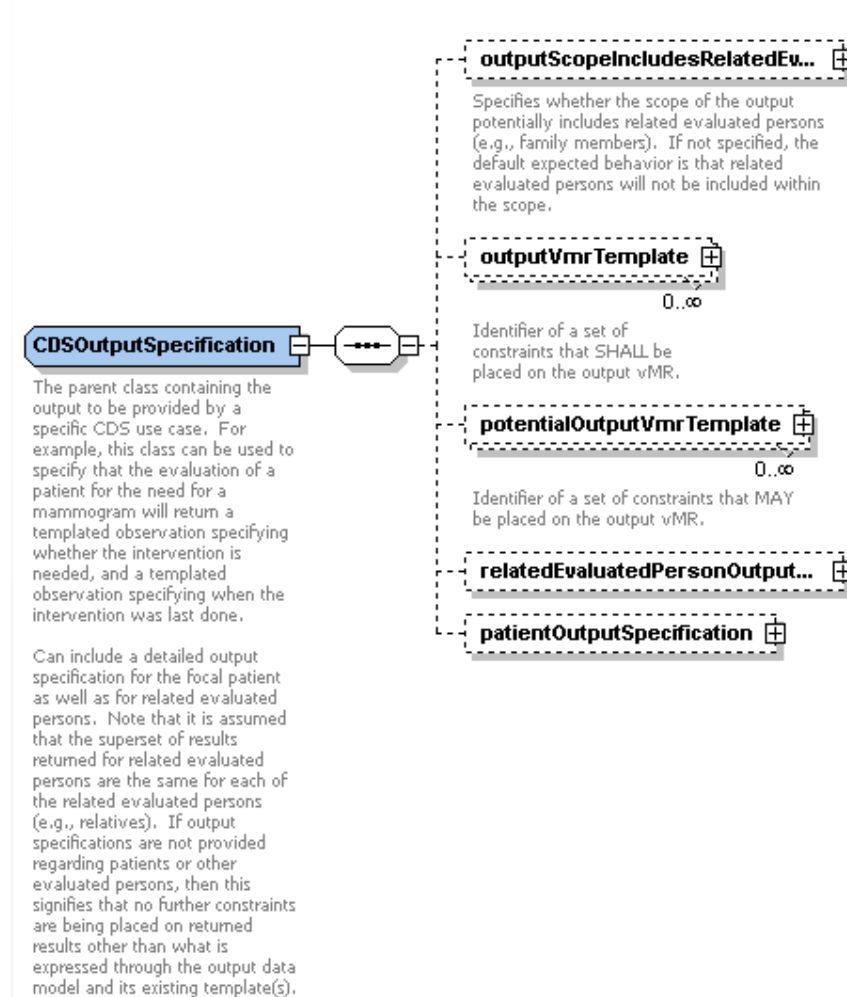 outputScopeIncludesRelatedEv...
Specifies whether the scope of the output
potentially includes related evaluated persons
(e.g., family members).  If not specified, the
default expected behavior is that related
evaluated persons will not be included within
the scope.
outputVmrTemplate
0..∞
Identifier of a set of
constraints that SHALL be
placed on the output vMR.
CDSOutputSpecification
The parent class containing the
output to be provided by a
specific CDS use case.  For
example, this class can be used to
specify that the evaluation of a
patient for the need for a
mammogram will return a
templated observation specifying
whether the intervention is
needed, and a templated
observation specifying when the
intervention was last done.
Can include a detailed output
specification for the focal patient
as well as for related evaluated
persons.  Note that it is assumed
that the superset of results
returned for related evaluated
persons are the same for each of
the related evaluated persons
(e.g., relatives).  If output
specifications are not provided
regarding patients or other
evaluated persons, then this
signifies that no further constraints
are being placed on returned
results other than what is
expressed through the output data
model and its existing template(s).
potentialOutputVmrTemplate
0..∞
Identifier of a set of constraints that MAY
be placed on the output vMR.
relatedEvaluatedPersonOutput...
patientOutputSpecification